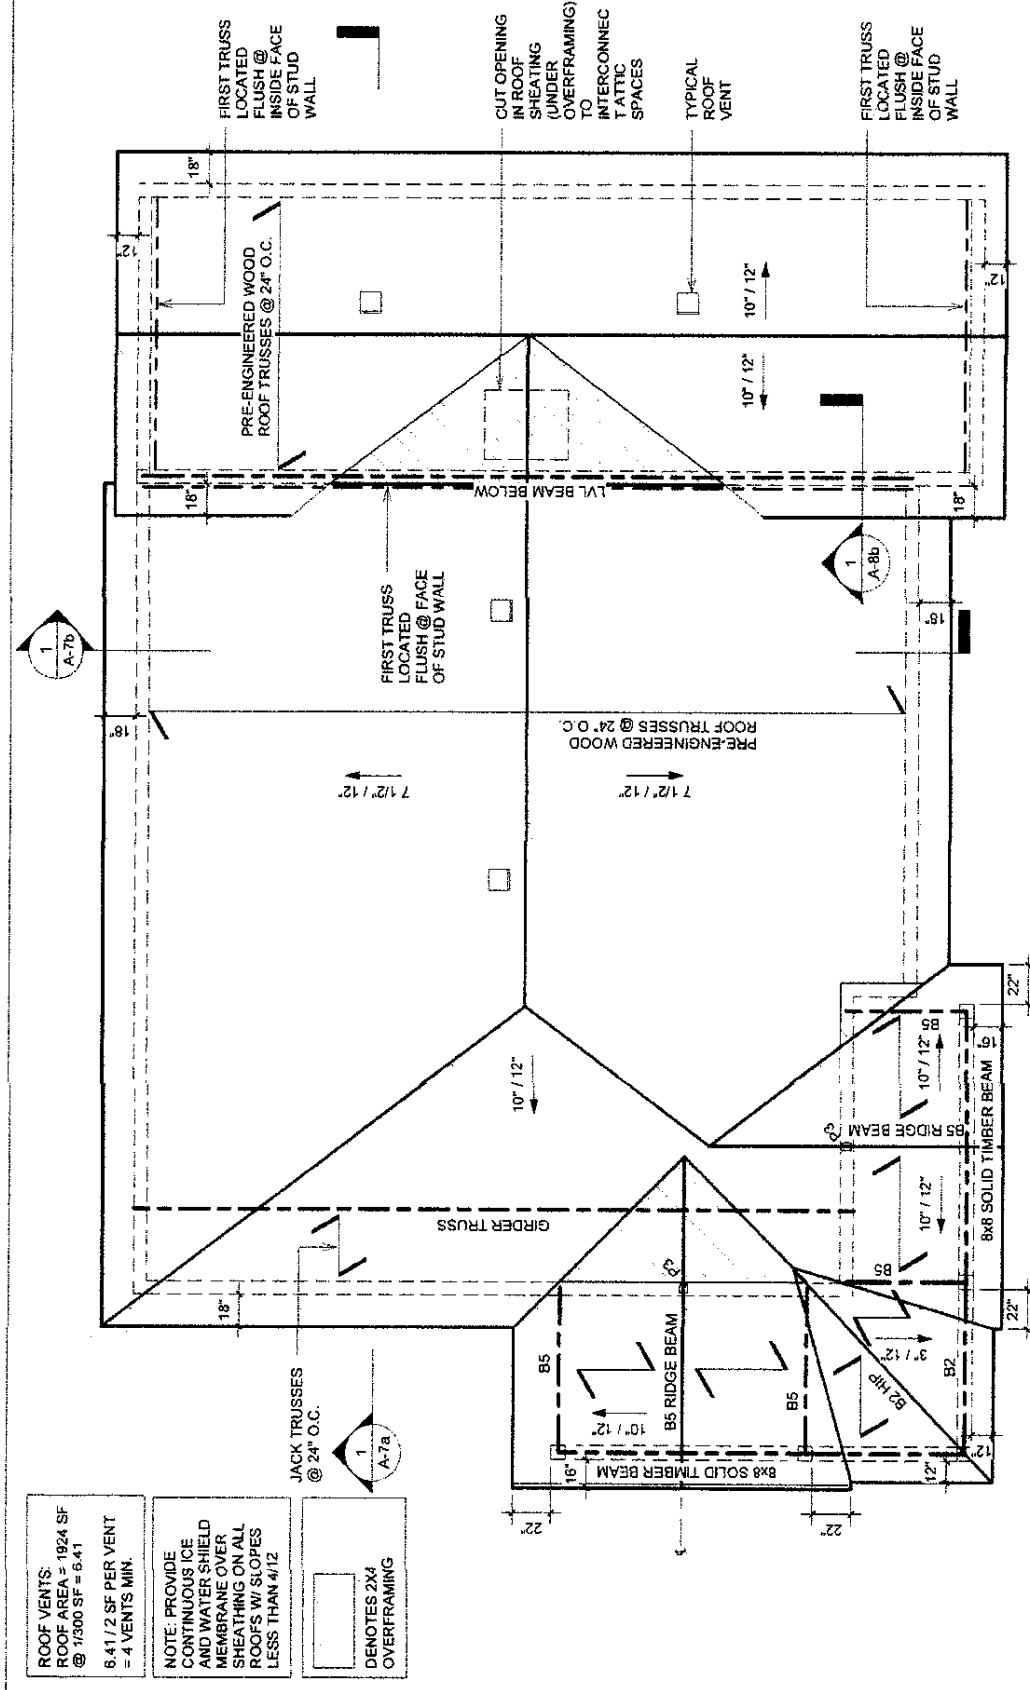 FIRST TRUSS
LOCATED
FLUSH @
INSIDE FACE
OF STUD
WALL
CUT OPENING
IN ROOF
SHEATING
(UNDER
OVERFRAMING)
TO
INTERCONNEC
T ATTIC
SPACES
TYPICAL
ROOF
VENT
FIRST TRUSS
LOCATED
FLUSH @
INSIDE FACE
OF STUD
WALL
18"
12"
12"
PRE-ENGINEERED WOOD
ROOF TRUSSES @ 24" O.C.
10" / 12"
10" / 12"
18"
LVL BEAM BELOW
18"
1
A-7b
FIRST TRUSS
LOCATED
FLUSH @ FACE
OF STUD WALL
1
A-8b
18"
18"
PRE-ENGINEERED WOOD
ROOF TRUSSES @ 24" O.C.
7 1/2" / 12"
7 1/2" / 12"
10" / 12"
22"
B5
16"
10" / 12"
B5 RIDGE BEAM
P3
8x8 SOLID TIMBER BEAM
10" / 12"
GIRDER TRUSS
B5
18"
P3
22"
JACK TRUSSES
@ 24" O.C.
1
A-7a
B5
B5 RIDGE BEAM
10" / 12"
B5
3" / 12"
B2 HIP
B2
12"
12"
16"
8x8 SOLID TIMBER BEAM
22"
22"
ROOF VENTS:
ROOF AREA = 1924 SF
@ 1/300 SF = 6.41
6.41 / 2 SF PER VENT
= 4 VENTS MIN.
NOTE: PROVIDE
CONTINUOUS ICE
AND WATER SHIELD
MEMBRANE OVER
SHEATHING ON ALL
ROOFS W/ SLOPES
LESS THAN 4/12
DENOTES 2X4
OVERFRAMING